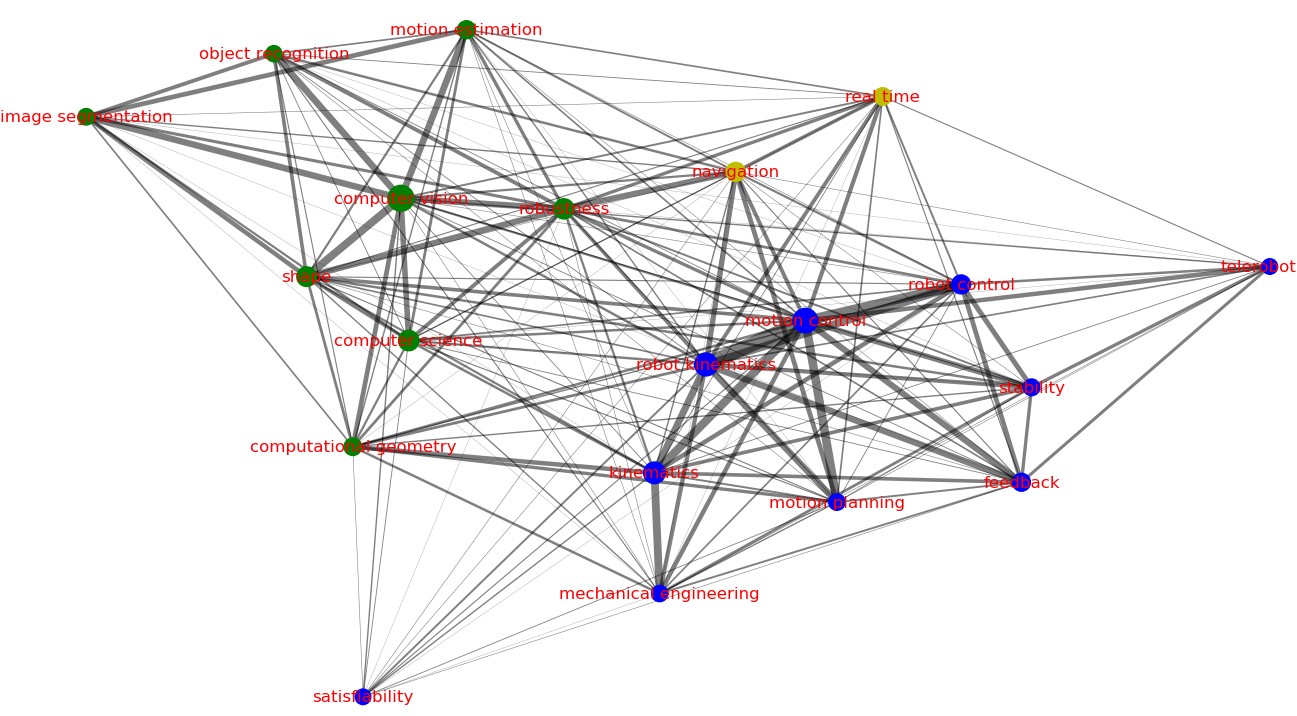 motion estimation
object recognition
real time
image segmentation
navigation
computer vision
robustness
telerobot
shape
robot control
motion control
computer science
robot kinematics
stability
computational geometry
kinematics
feedback
motion planning
mechanical engineering
satisfiability